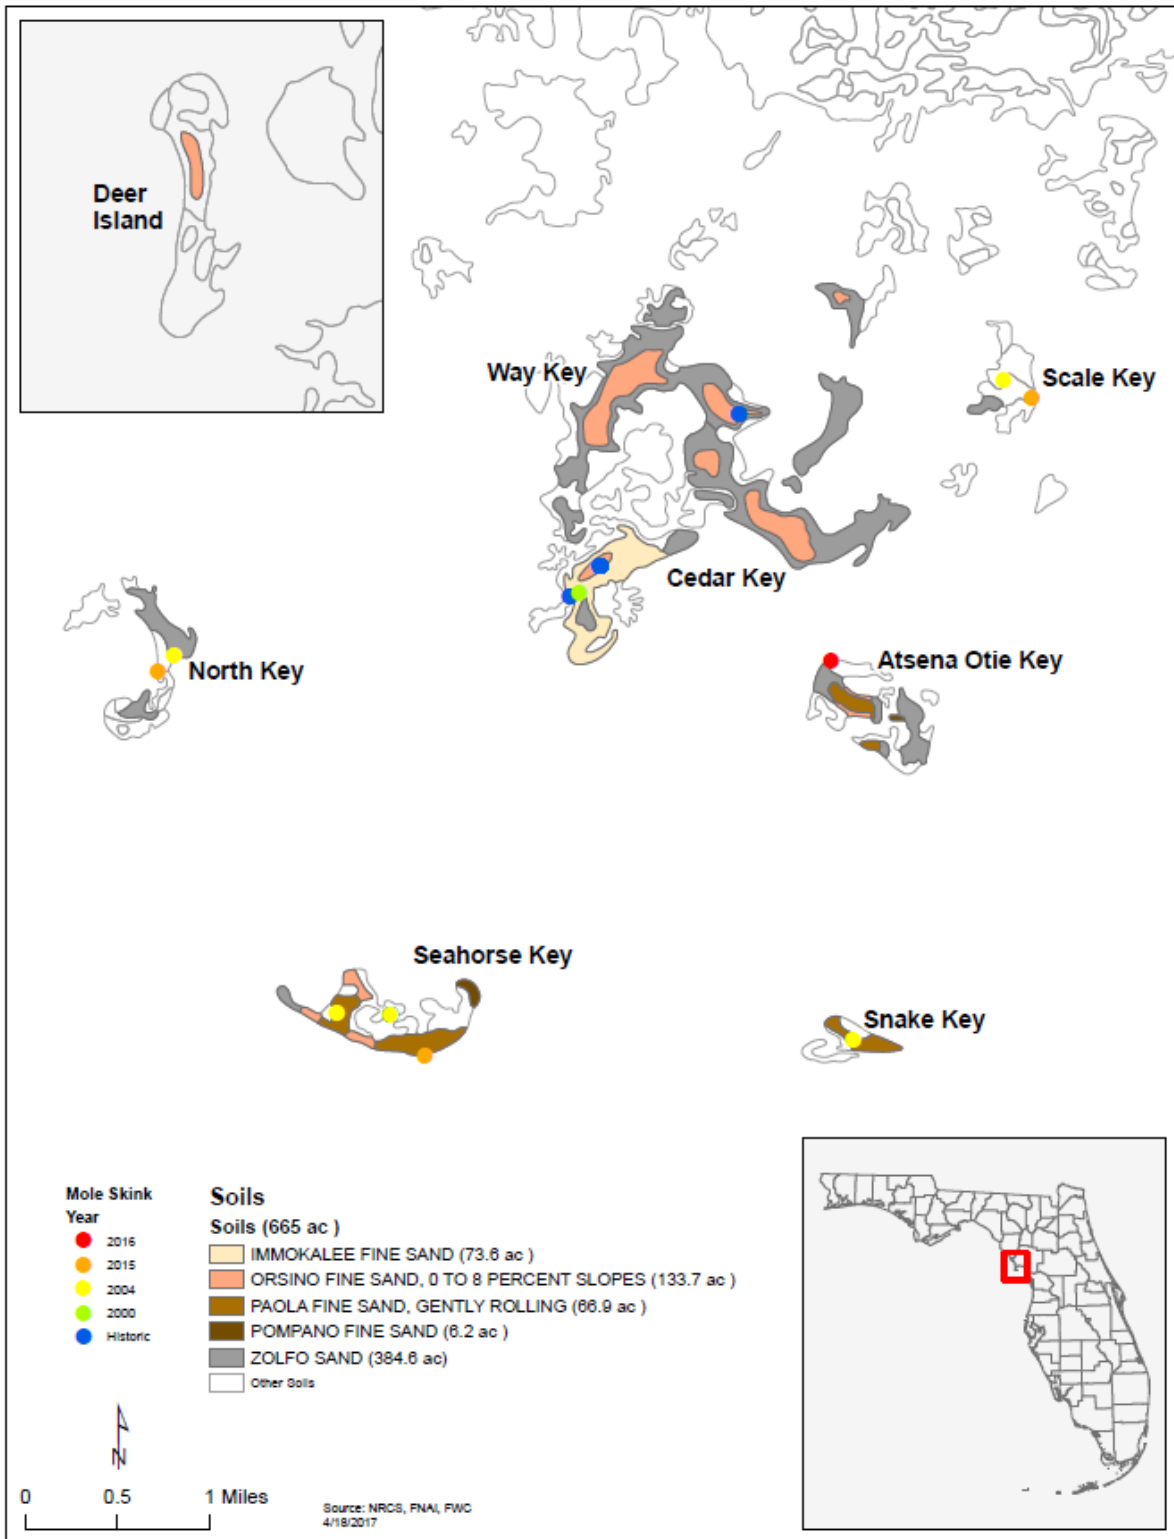 Deer
Island
Way Key
Scale Key
Cedar Key
North Key
Atsena Otie Key
Seahorse Key
Snake Key
Mole Skink
Year
2016
2015
2004
2000
Historic
Soils
Soils (665 ac )
IMMOKALEE FINE SAND (73.6 ac )
ORSINO FINE SAND, 0 TO 8 PERCENT SLOPES (133.7 ac )
PAOLA FINE SAND, GENTLY ROLLING (66.9 ac )
POMPANO FINE SAND (6.2 ac )
ZOLFO SAND (384.6 ac)
Other Soils
N
0 0.5 1 Miles
Source: NRCS, FNAI, FWC
4/18/2017